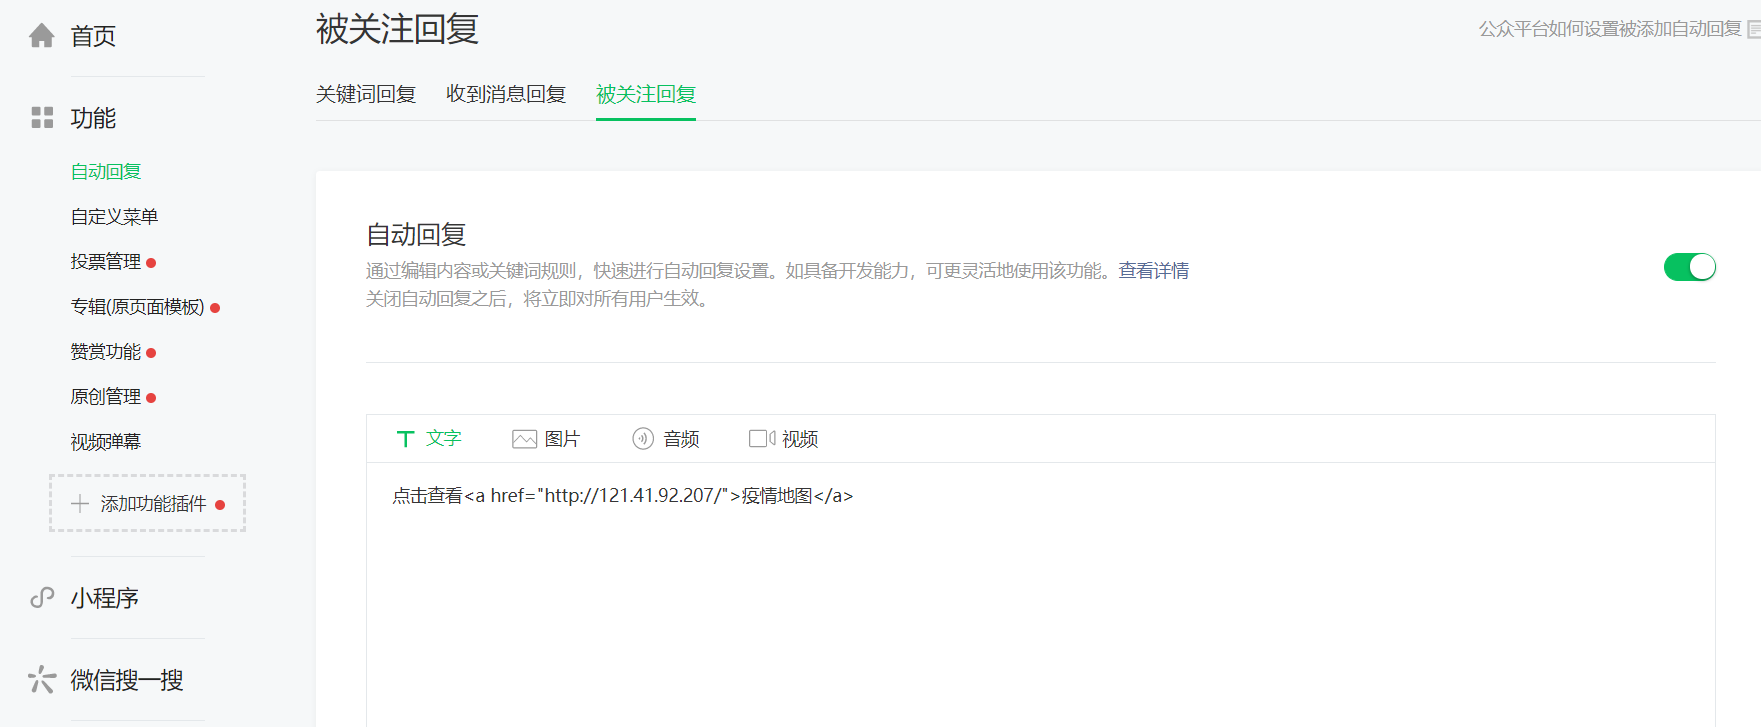 首页
功能
自动回复
自定义菜单
投票管理
专辑(原页面模板)
赞赏功能
原创管理
视频弹幕
添加功能插件
小程序
微信搜一搜
被关注回复
公众平台如何设置被添加自动回复
关键词回复 收到消息回复 被关注回复
自动回复
通过编辑内容或关键词规则，快速进行自动回复设置。如具备开发能力，可更灵活地使用该功能。查看详情
关闭自动回复之后，将立即对所有用户生效。
文字 图片 音频 视频
点击查看<a href="http://121.41.92.207/">疫情地图</a>